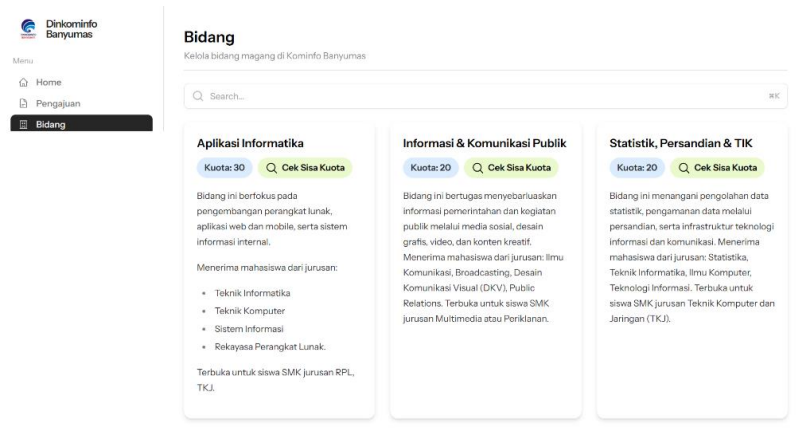 Dinkominfo
Banyumas
Menu
Home
Pengajuan
Bidang
Bidang
Kelola bidang magang di Kominfo Banyumas
Search...
⌘K
Aplikasi Informatika
Kuota: 30
Cek Sisa Kuota
Bidang ini berfokus pada
pengembangan perangkat lunak,
aplikasi web dan mobile, serta sistem
informasi internal.
Menerima mahasiswa dari jurusan:
• Teknik Informatika
• Teknik Komputer
• Sistem Informasi
• Rekayasa Perangkat Lunak.
Terbuka untuk siswa SMK jurusan RPL,
TKJ.
Informasi & Komunikasi Publik
Kuota: 20
Cek Sisa Kuota
Bidang ini bertugas menyebarluaskan
informasi pemerintahan dan kegiatan
publik melalui media sosial, desain
grafis, video, dan konten kreatif.
Menerima mahasiswa dari jurusan: Ilmu
Komunikasi, Broadcasting, Desain
Komunikasi Visual (DKV), Public
Relations. Terbuka untuk siswa SMK
jurusan Multimedia atau Periklanan.
Statistik, Persandian & TIK
Kuota: 20
Cek Sisa Kuota
Bidang ini menangani pengolahan data
statistik, pengamanan data melalui
persandian, serta infrastruktur teknologi
informasi dan komunikasi. Menerima
mahasiswa dari jurusan: Statistika,
Teknik Informatika, Ilmu Komputer,
Teknologi Informasi. Terbuka untuk
siswa SMK jurusan Teknik Komputer dan
Jaringan (TKJ).